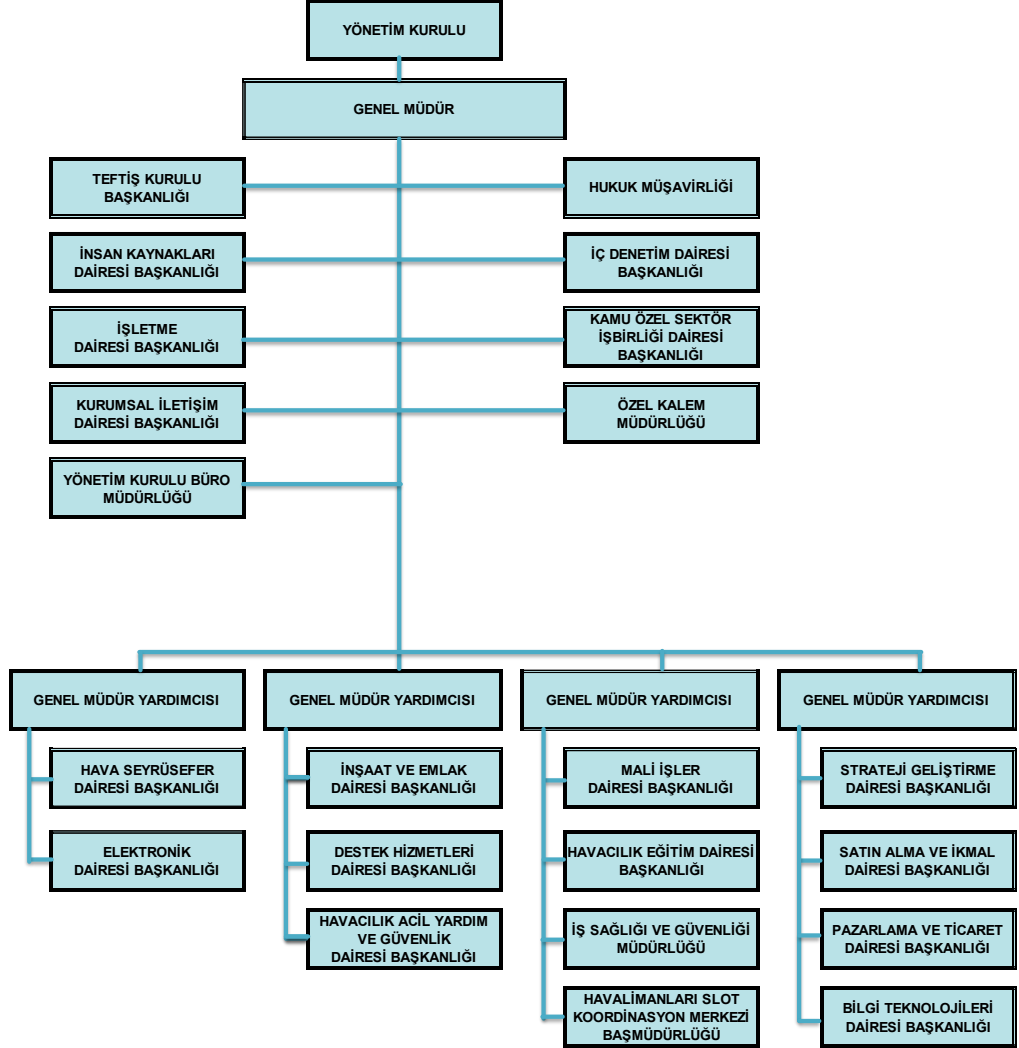 YÖNETİM KURULU
GENEL MÜDÜR
TEFTİŞ KURULU
BAŞKANLIĞI
HUKUK MÜŞAVİRLİĞİ
İNSAN KAYNAKLARI
DAİRESİ BAŞKANLIĞI
İÇ DENETİM DAİRESİ
BAŞKANLIĞI
İŞLETME
DAİRESİ BAŞKANLIĞI
KAMU ÖZEL SEKTÖR
İŞBİRLİĞİ DAİRESİ
BAŞKANLIĞI
KURUMSAL İLETİŞİM
DAİRESİ BAŞKANLIĞI
ÖZEL KALEM
MÜDÜRLÜĞÜ
YÖNETİM KURULU BÜRO
MÜDÜRLÜĞÜ
GENEL MÜDÜR YARDIMCISI
HAVA SEYRÜSEFER
DAİRESİ BAŞKANLIĞI
ELEKTRONİK
DAİRESİ BAŞKANLIĞI
GENEL MÜDÜR YARDIMCISI
İNŞAAT VE EMLAK
DAİRESİ BAŞKANLIĞI
DESTEK HİZMETLERİ
DAİRESİ BAŞKANLIĞI
HAVACILIK ACİL YARDIM
VE GÜVENLİK
DAİRESİ BAŞKANLIĞI
GENEL MÜDÜR YARDIMCISI
MALİ İŞLER
DAİRESİ BAŞKANLIĞI
HAVACILIK EĞİTİM DAİRESİ
BAŞKANLIĞI
İŞ SAĞLIĞI VE GÜVENLİĞİ
MÜDÜRLÜĞÜ
HAVALİMANLARI SLOT
KOORDİNASYON MERKEZİ
BAŞMÜDÜRLÜĞÜ
GENEL MÜDÜR YARDIMCISI
STRATEJİ GELİŞTİRME
DAİRESİ BAŞKANLIĞI
SATIN ALMA VE İKMAL
DAİRESİ BAŞKANLIĞI
PAZARLAMA VE TİCARET
DAİRESİ BAŞKANLIĞI
BİLGİ TEKNOLOJİLERİ
DAİRESİ BAŞKANLIĞI